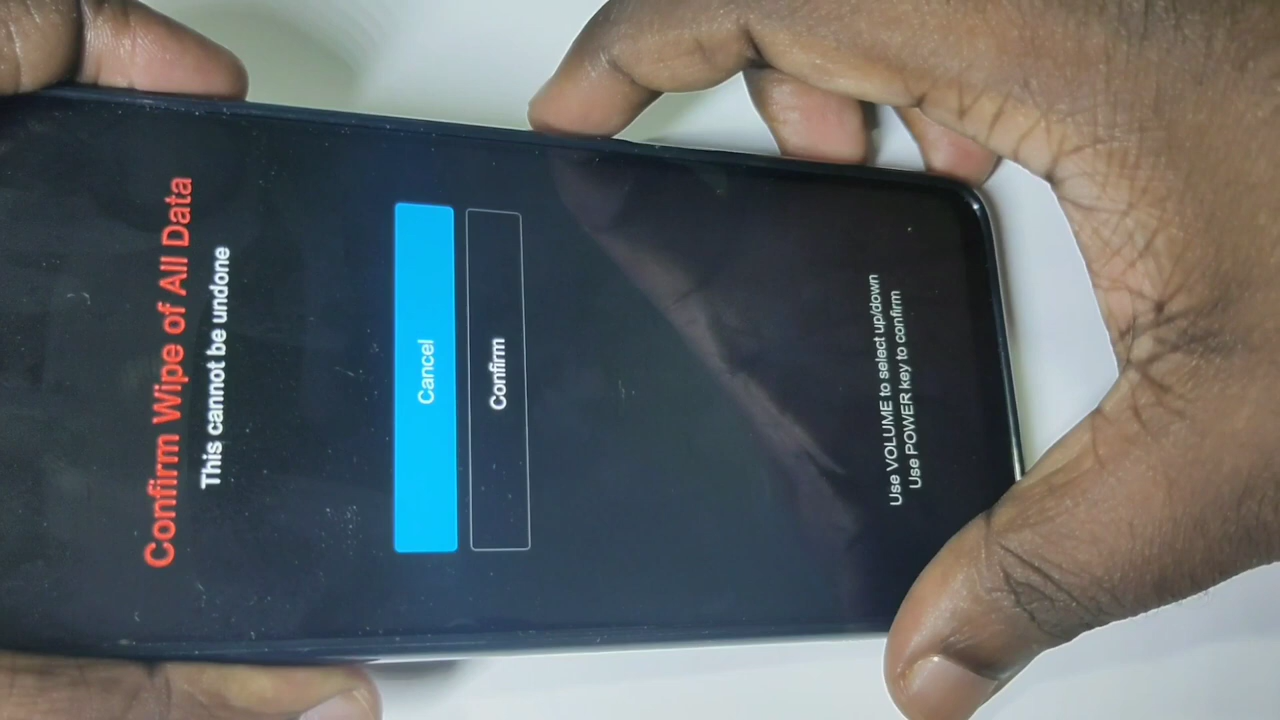 Confirm Wipe of All Data
This cannot be undone
Cancel
Confirm
Use VOLUME to select up/down
Use POWER key to confirm